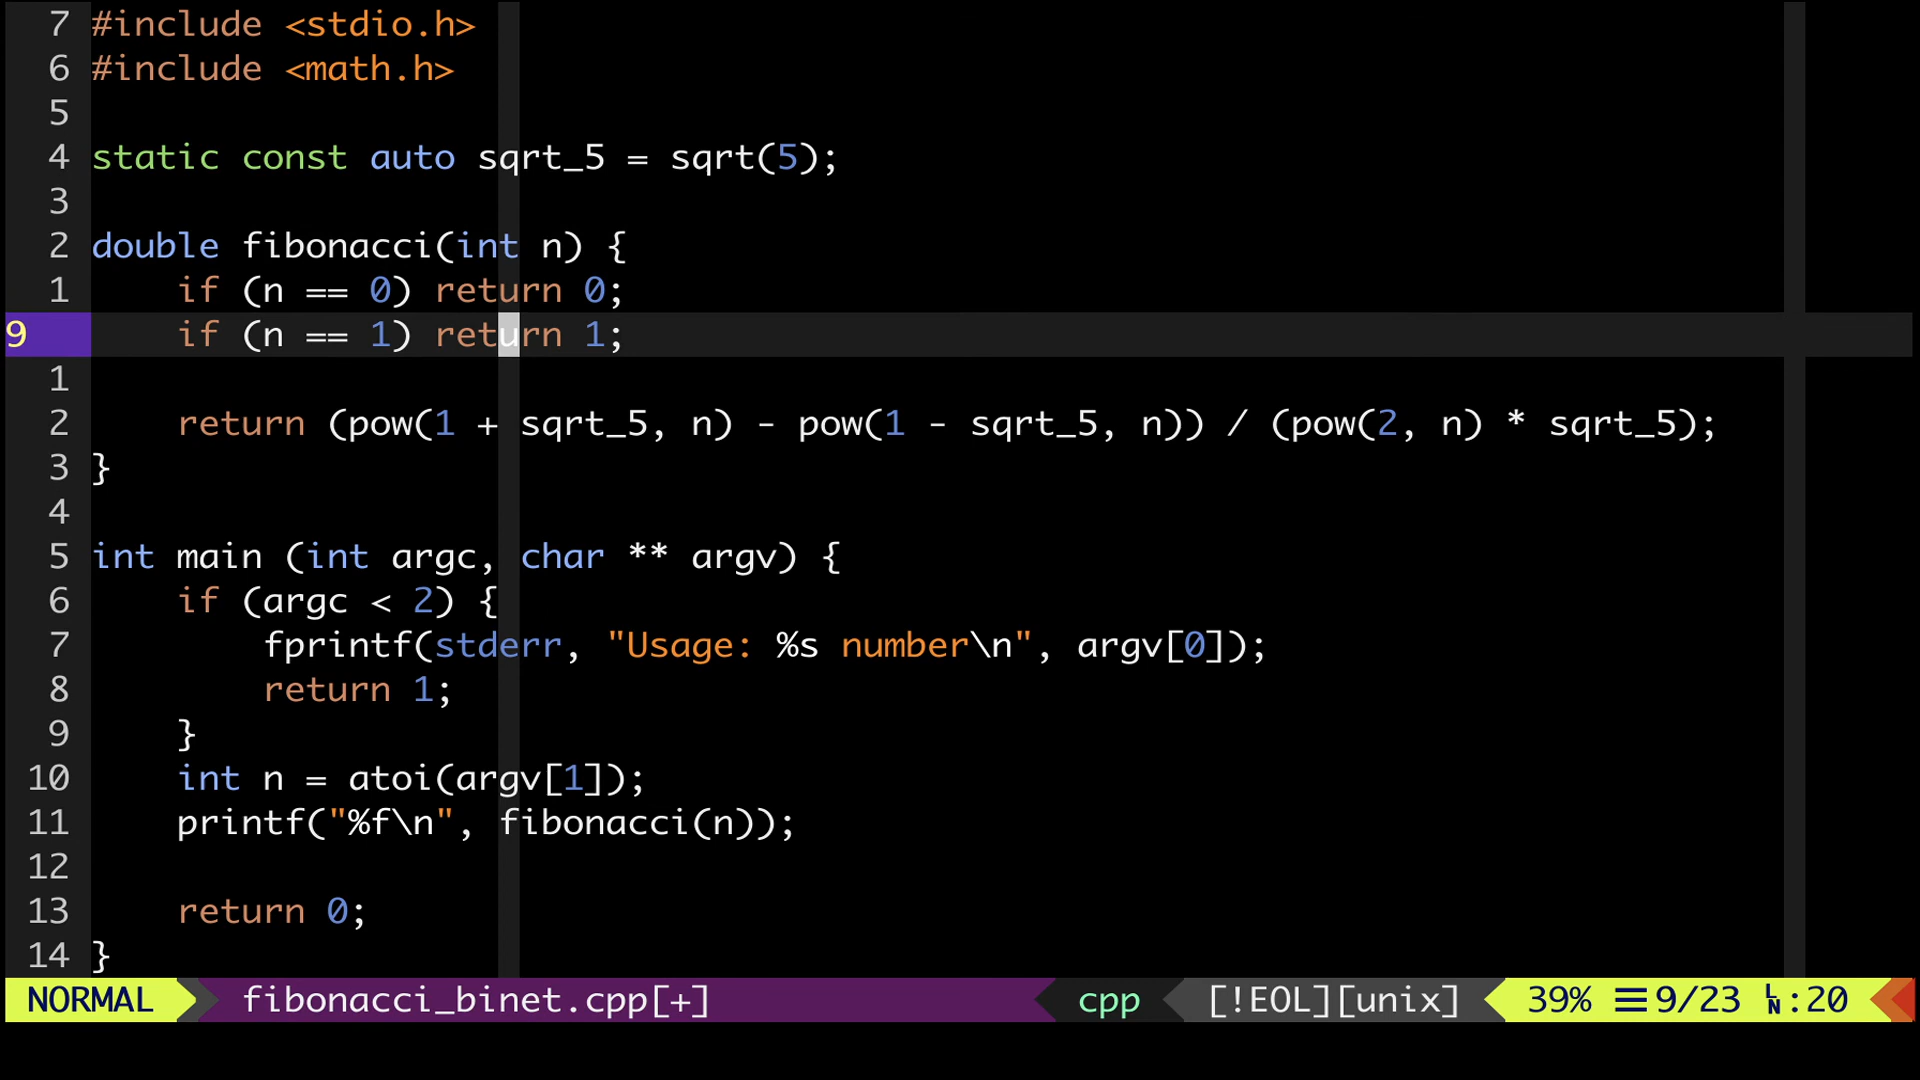 7 #include <stdio.h>
6 #include <math.h>
5
4 static const auto sqrt_5 = sqrt(5);
3
2 double fibonacci(int n) {
1     if (n == 0) return 0;
9     if (n == 1) return 1;
1
2     return (pow(1 + sqrt_5, n) - pow(1 - sqrt_5, n)) / (pow(2, n) * sqrt_5);
3 }
4
5 int main (int argc, char ** argv) {
6     if (argc < 2) {
7         fprintf(stderr, "Usage: %s number\n", argv[0]);
8         return 1;
9     }
10     int n = atoi(argv[1]);
11     printf("%f\n", fibonacci(n));
12
13     return 0;
14 }
NORMAL fibonacci_binet.cpp[+] cpp [!EOL][unix] 39% ☰9/23 LN:20